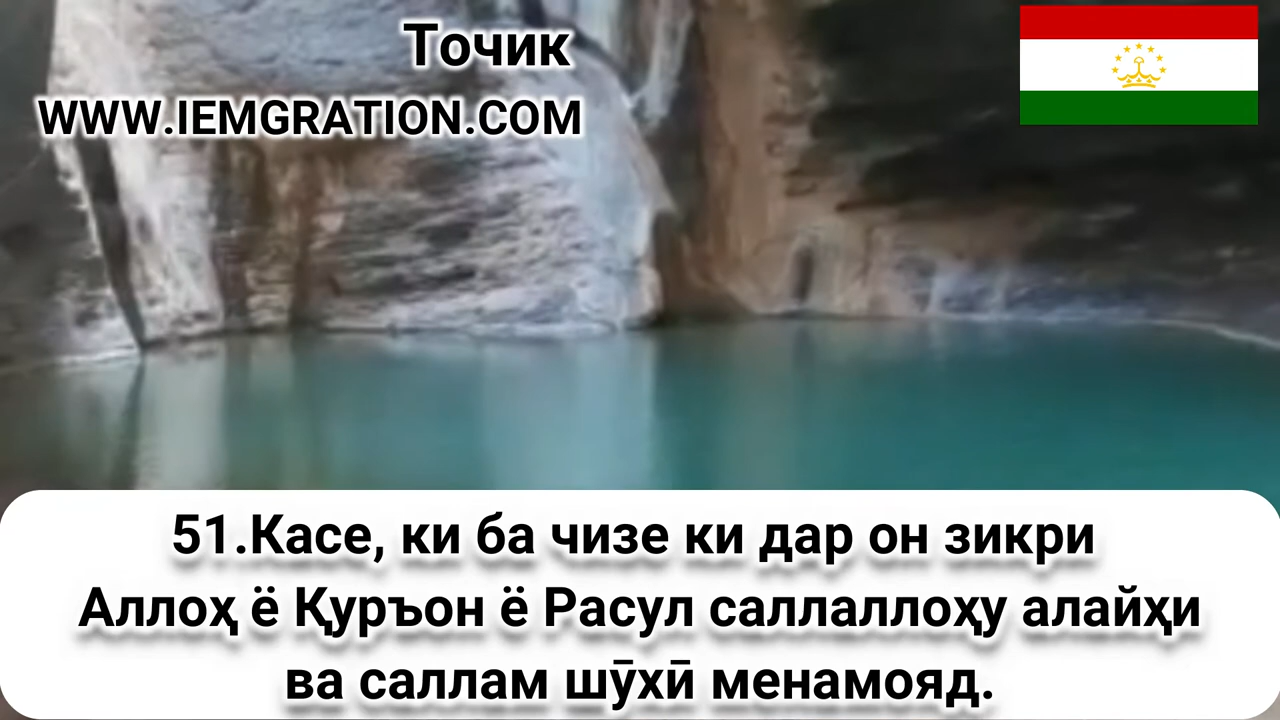 Точик
WWW.IEMGRATION.COM
51.Касе, ки ба чизе ки дар он зикри
Аллоҳ ё Қуръон ё Расул саллаллоҳу алайҳи
ва саллам шӯхӣ менамояд.